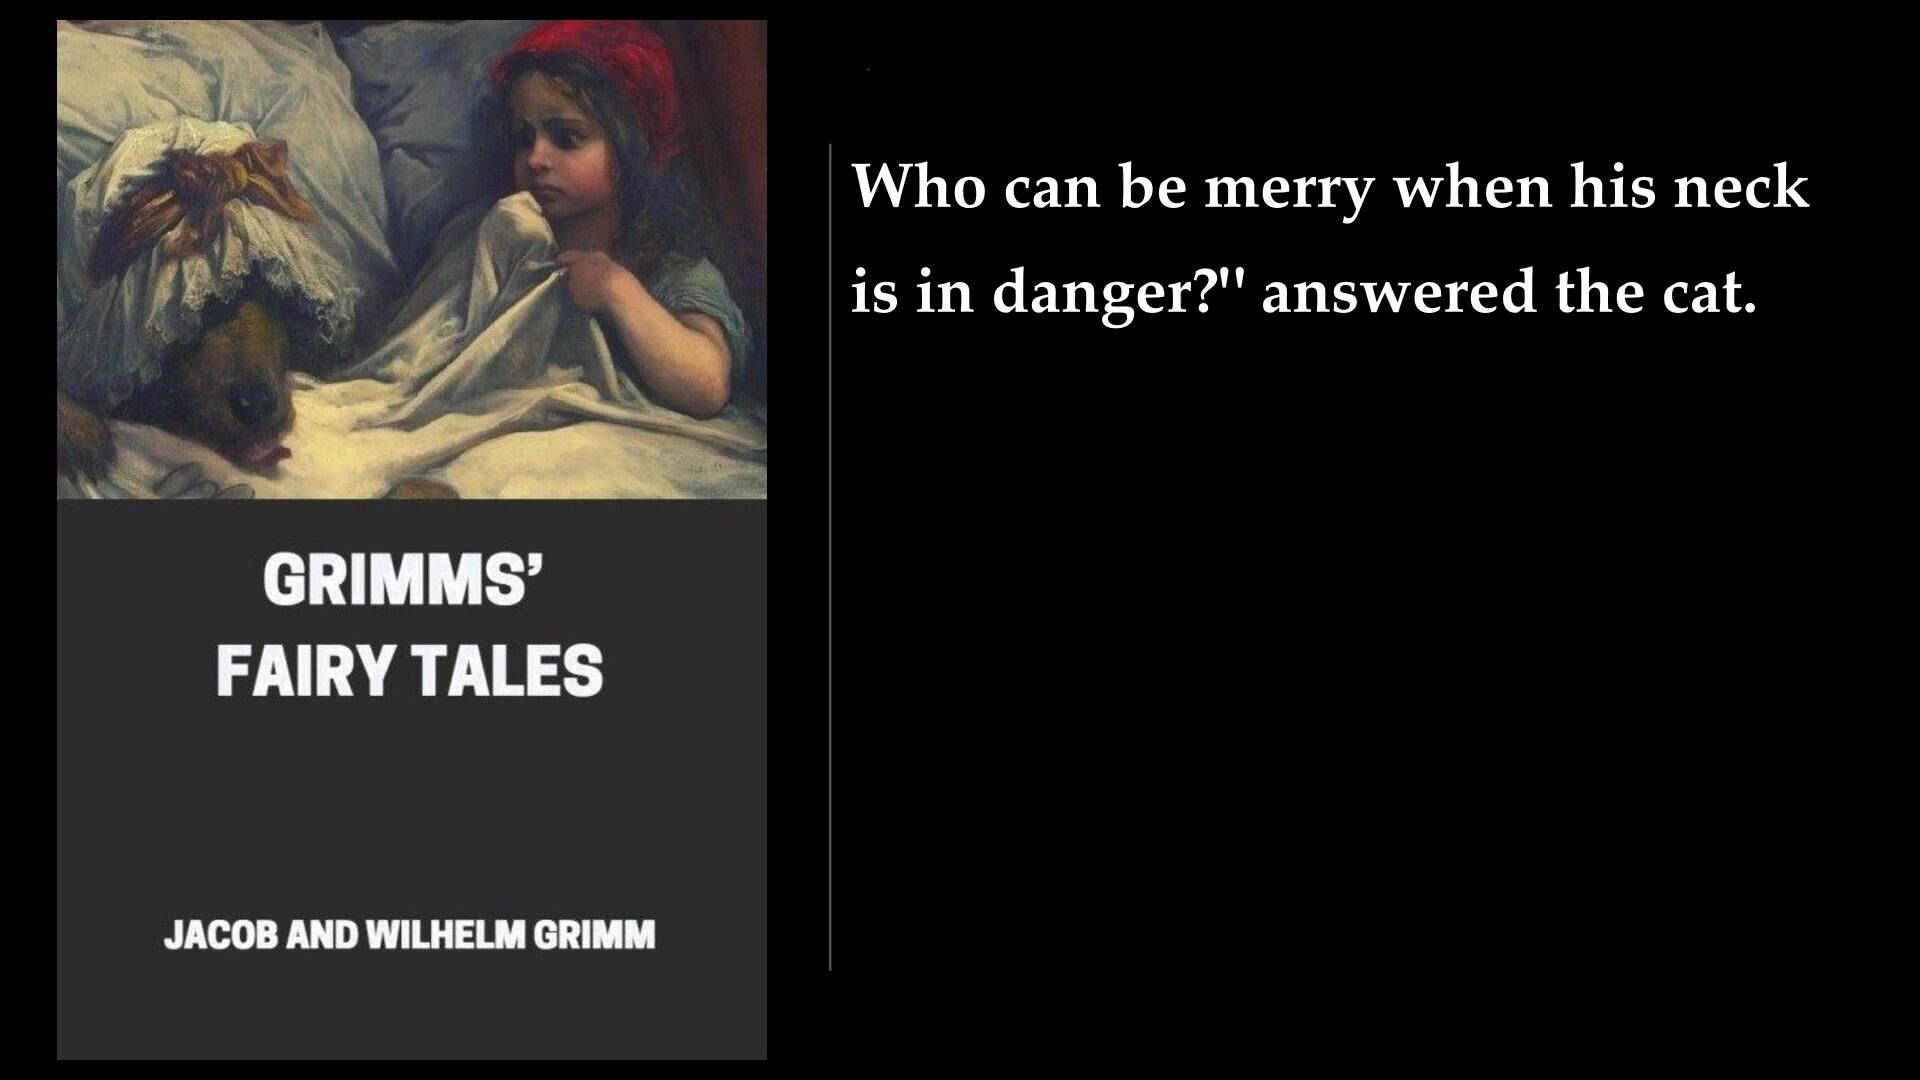 GRIMMS’
FAIRY TALES
JACOB AND WILHELM GRIMM
Who can be merry when his neck
is in danger?" answered the cat.